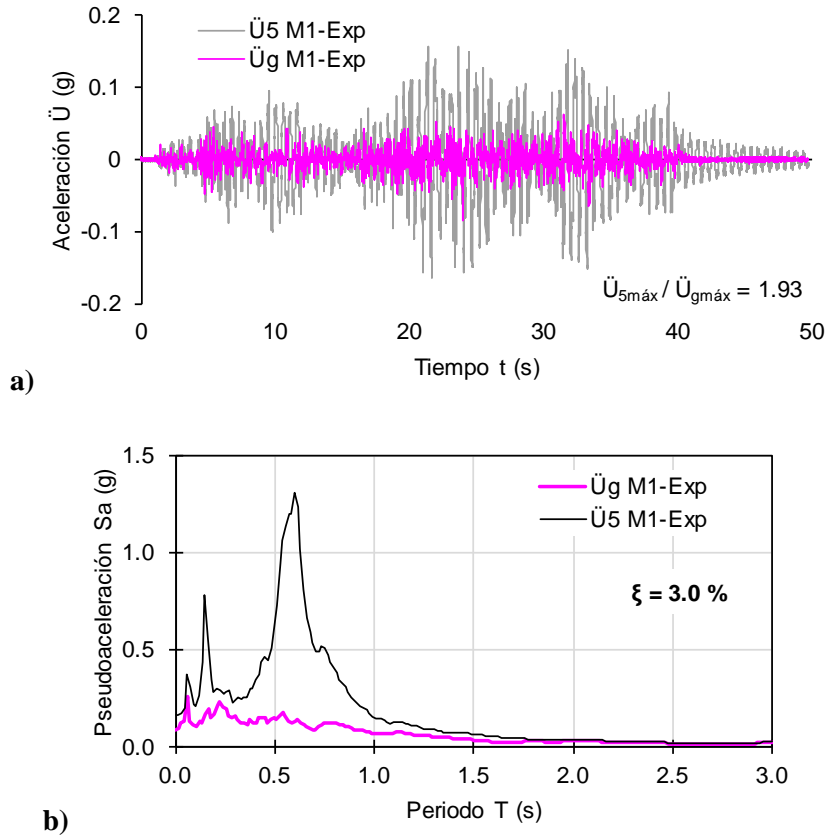 Ü5 M1-Exp
Üg M1-Exp
Aceleración Ü (g)
0.2
0.1
0
-0.1
-0.2
Ü5máx / Ügmáx = 1.93
0 10 20 30 40 50
Tiempo t (s)
a)
Pseudoaceleración Sa (g)
1.5
1.0
0.5
0.0
Üg M1-Exp
Ü5 M1-Exp
ξ = 3.0 %
0.0 0.5 1.0 1.5 2.0 2.5 3.0
Periodo T (s)
b)